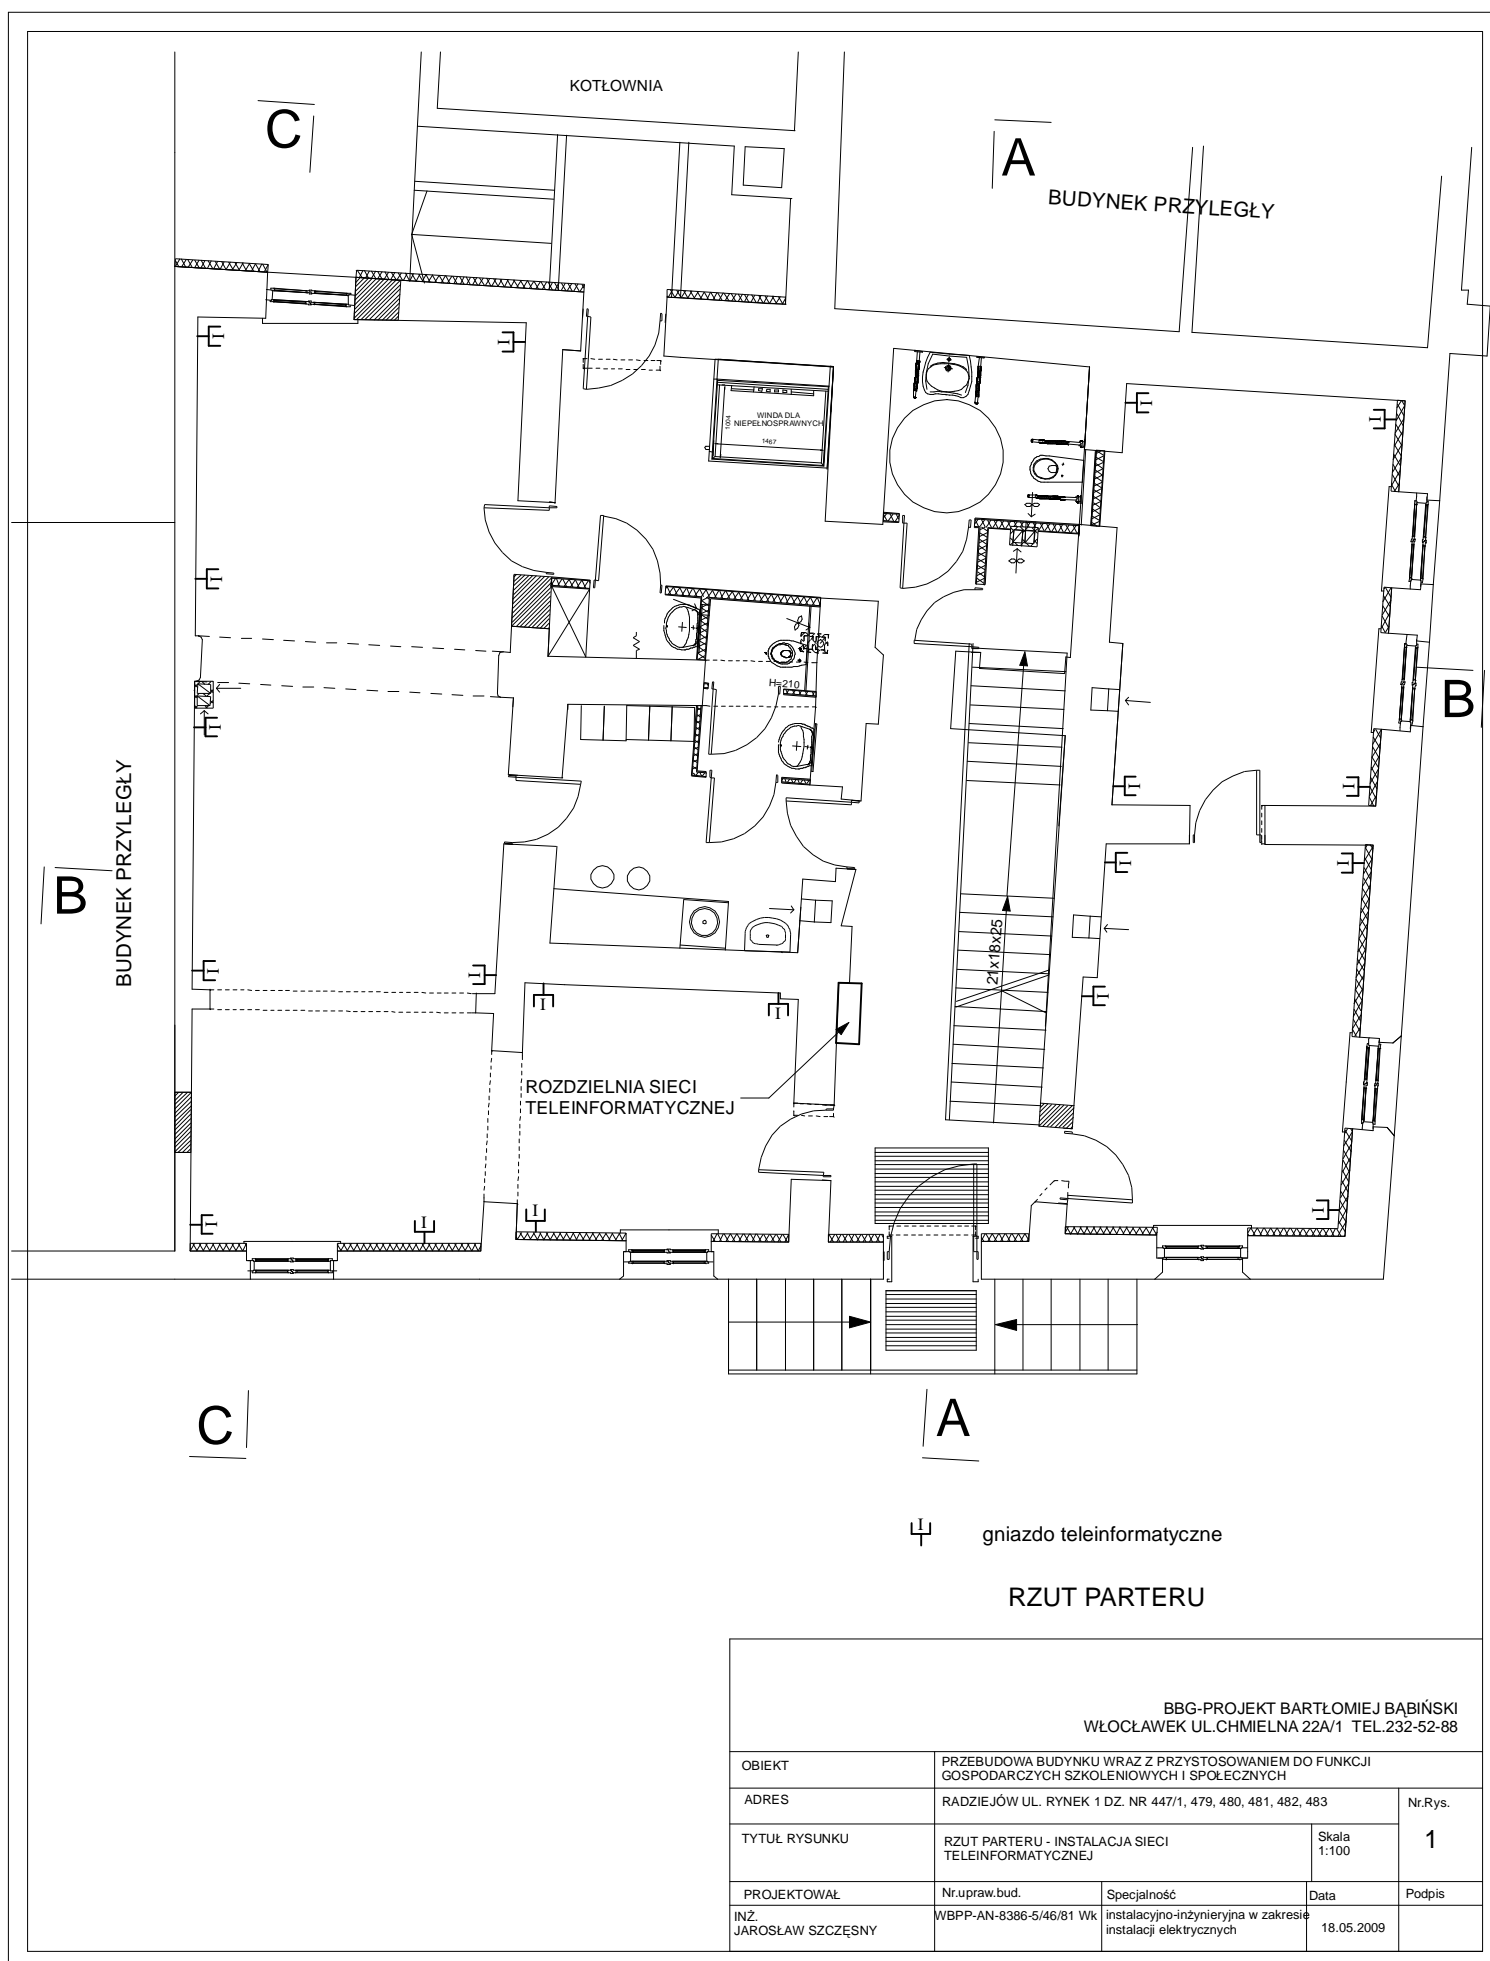 KOTŁOWNIA
C
A
BUDYNEK PRZYLEGŁY
I
I
I
I
WINDA DLA
NIEPEŁNOSPRAWNYCH
1004
1467
I
I
H=210
B
I
I
BUDYNEK PRZYLEGŁY
B
I
I
I
I
I
I
I
21x18x25
ROZDZIELNIA SIECI
TELEINFORMATYCZNEJ
I
I
I
I
C
A
I gniazdo teleinformatyczne
RZUT PARTERU
BBG-PROJEKT BARTŁOMIEJ BĄBIŃSKI
WŁOCŁAWEK UL.CHMIELNA 22A/1 TEL.232-52-88
OBIEKT
PRZEBUDOWA BUDYNKU WRAZ Z PRZYSTOSOWANIEM DO FUNKCJI
GOSPODARCZYCH SZKOLENIOWYCH I SPOŁECZNYCH
ADRES
RADZIEJÓW UL. RYNEK 1 DZ. NR 447/1, 479, 480, 481, 482, 483
Nr.Rys.
1
TYTUŁ RYSUNKU
RZUT PARTERU - INSTALACJA SIECI
TELEINFORMATYCZNEJ
Skala
1:100
PROJEKTOWAŁ
Nr.upraw.bud.
Specjalność
Data
Podpis
INŻ.
JAROSŁAW SZCZĘSNY
WBPP-AN-8386-5/46/81 Wk
instalacyjno-inżynieryjna w zakresie
instalacji elektrycznych
18.05.2009